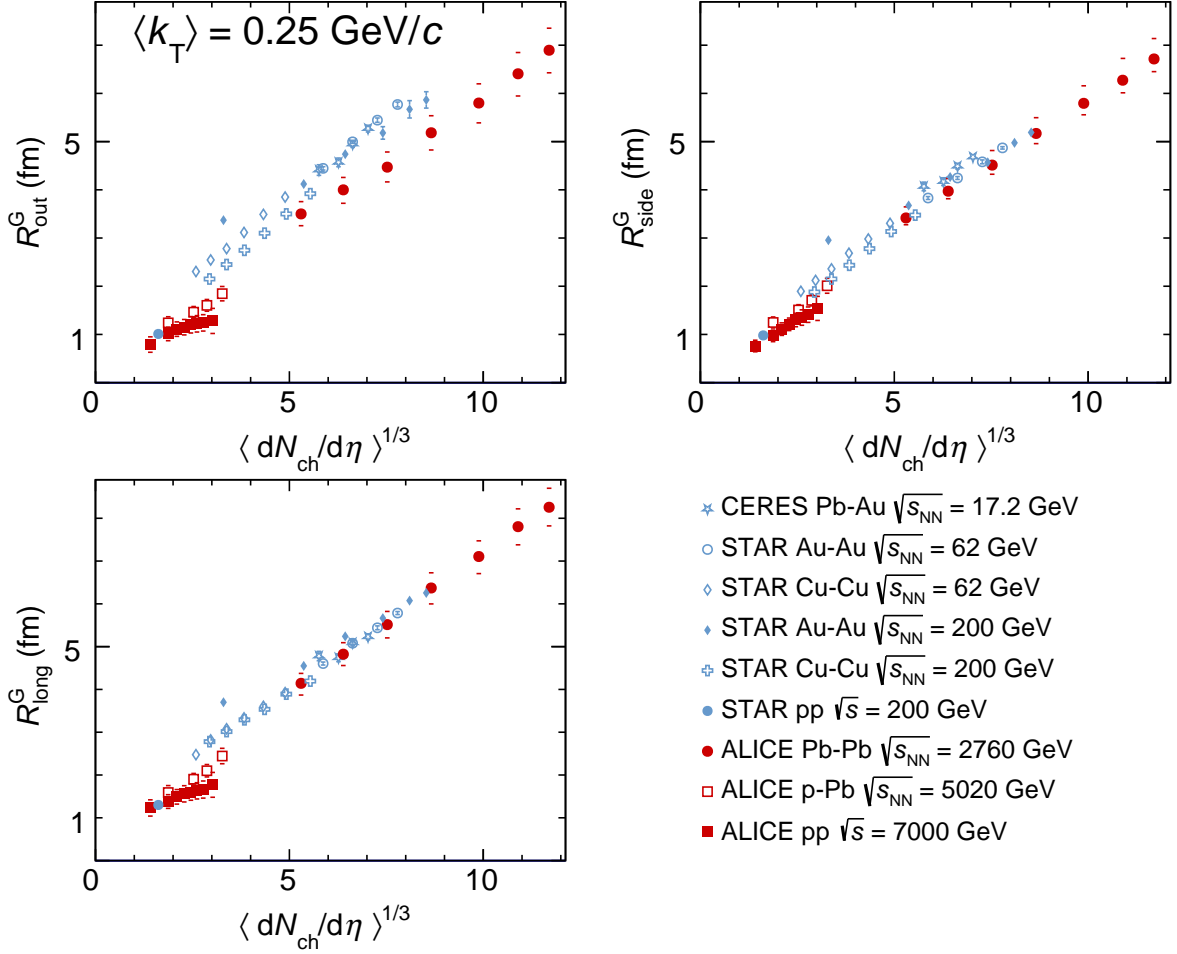 ⟨k_T⟩ = 0.25 GeV/c
R^G_out (fm)
5
1
0 5 10
⟨ dN_ch/dη ⟩^1/3
R^G_side (fm)
5
1
0 5 10
⟨ dN_ch/dη ⟩^1/3
R^G_long (fm)
5
1
0 5 10
⟨ dN_ch/dη ⟩^1/3
CERES Pb-Au √s_NN = 17.2 GeV
STAR Au-Au √s_NN = 62 GeV
STAR Cu-Cu √s_NN = 62 GeV
STAR Au-Au √s_NN = 200 GeV
STAR Cu-Cu √s_NN = 200 GeV
STAR pp √s = 200 GeV
ALICE Pb-Pb √s_NN = 2760 GeV
ALICE p-Pb √s_NN = 5020 GeV
ALICE pp √s = 7000 GeV